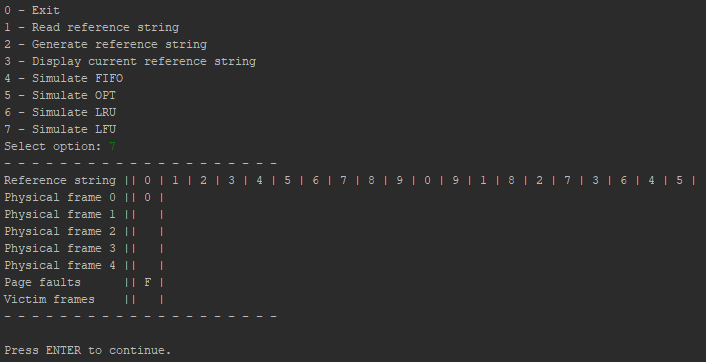 0 - Exit
1 - Read reference string
2 - Generate reference string
3 - Display current reference string
4 - Simulate FIFO
5 - Simulate OPT
6 - Simulate LRU
7 - Simulate LFU
Select option: 7
- - - - - - - - - - - - - - - - - - - -
Reference string || 0 | 1 | 2 | 3 | 4 | 5 | 6 | 7 | 8 | 9 | 0 | 9 | 1 | 8 | 2 | 7 | 3 | 6 | 4 | 5 |
Physical frame 0 || 0 |
Physical frame 1 ||   |
Physical frame 2 ||   |
Physical frame 3 ||   |
Physical frame 4 ||   |
Page faults      || F |
Victim frames    ||   |
- - - - - - - - - - - - - - - - - - - -
Press ENTER to continue.